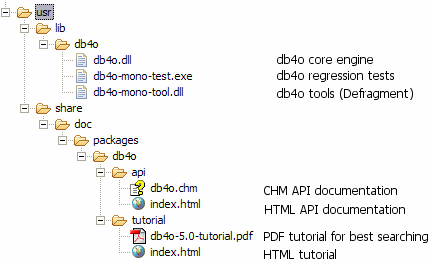 usr
lib
db4o
db4o.dll db4o core engine
db4o-mono-test.exe db4o regression tests
db4o-mono-tool.dll db4o tools (Defragment)
share
doc
packages
db4o
api
db4o.chm CHM API documentation
index.html HTML API documentation
tutorial
db4o-5.0-tutorial.pdf PDF tutorial for best searching
index.html HTML tutorial